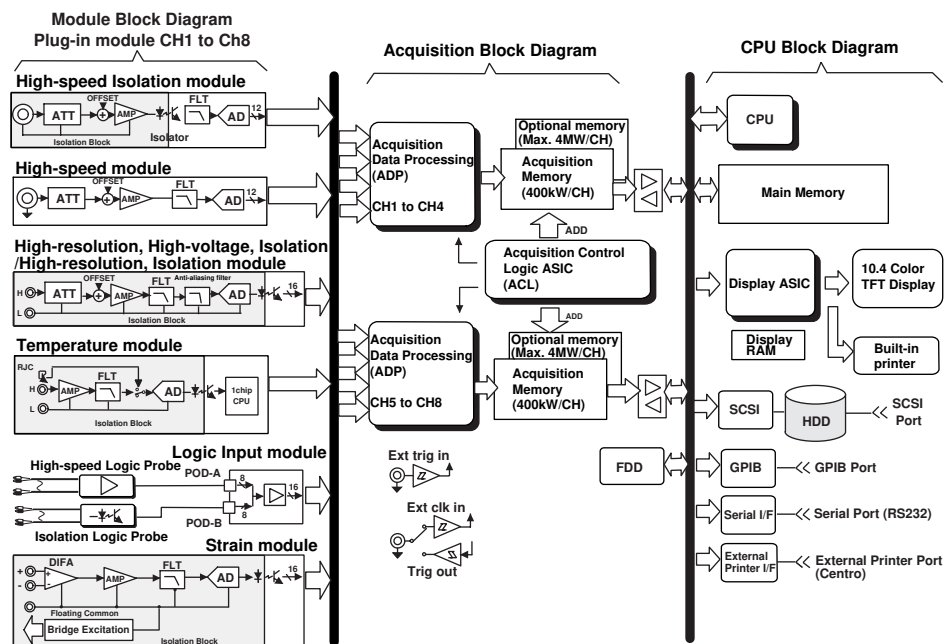 Module Block Diagram
Plug-in module CH1 to Ch8
Acquisition Block Diagram
CPU Block Diagram
High-speed Isolation module
OFFSET
FLT
ATT
AMP
AD
12
Isolator
Isolation Block
High-speed module
OFFSET
FLT
ATT
AMP
AD
12
High-resolution, High-voltage, Isolation
/High-resolution, Isolation module
OFFSET
FLT
Anti-aliasing filter
H
ATT
AMP
AD
16
L
Isolation Block
Temperature module
RJC
FLT
H
AMP
AD
1chip
CPU
L
Isolation Block
Logic Input module
High-speed Logic Probe
POD-A
8
16
8
POD-B
Isolation Logic Probe
Strain module
DIFA
FLT
+
-
+
-
AMP
AD
16
Floating Common
Bridge Excitation
Isolation Block
Acquisition
Data Processing
(ADP)
CH1 to CH4
Optional memory
(Max. 4MW/CH)
Acquisition
Memory
(400kW/CH)
ADD
Acquisition Control
Logic ASIC
(ACL)
ADD
Acquisition
Data Processing
(ADP)
CH5 to CH8
Optional memory
(Max. 4MW/CH)
Acquisition
Memory
(400kW/CH)
Ext trig in
Ext clk in
Trig out
FDD
CPU
Main Memory
Display ASIC
10.4 Color
TFT Display
Display
RAM
Built-in
printer
SCSI
HDD
SCSI
Port
GPIB
GPIB Port
Serial I/F
Serial Port (RS232)
External
Printer I/F
External Printer Port
(Centro)